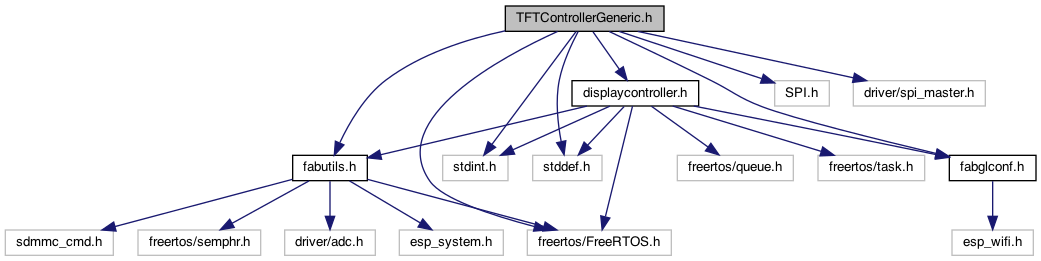 TFTControllerGeneric.h
displaycontroller.h
SPI.h
driver/spi_master.h
fabutils.h
stdint.h
stddef.h
freertos/queue.h
freertos/task.h
fabglconf.h
sdmmc_cmd.h
freertos/semphr.h
driver/adc.h
esp_system.h
freertos/FreeRTOS.h
esp_wifi.h